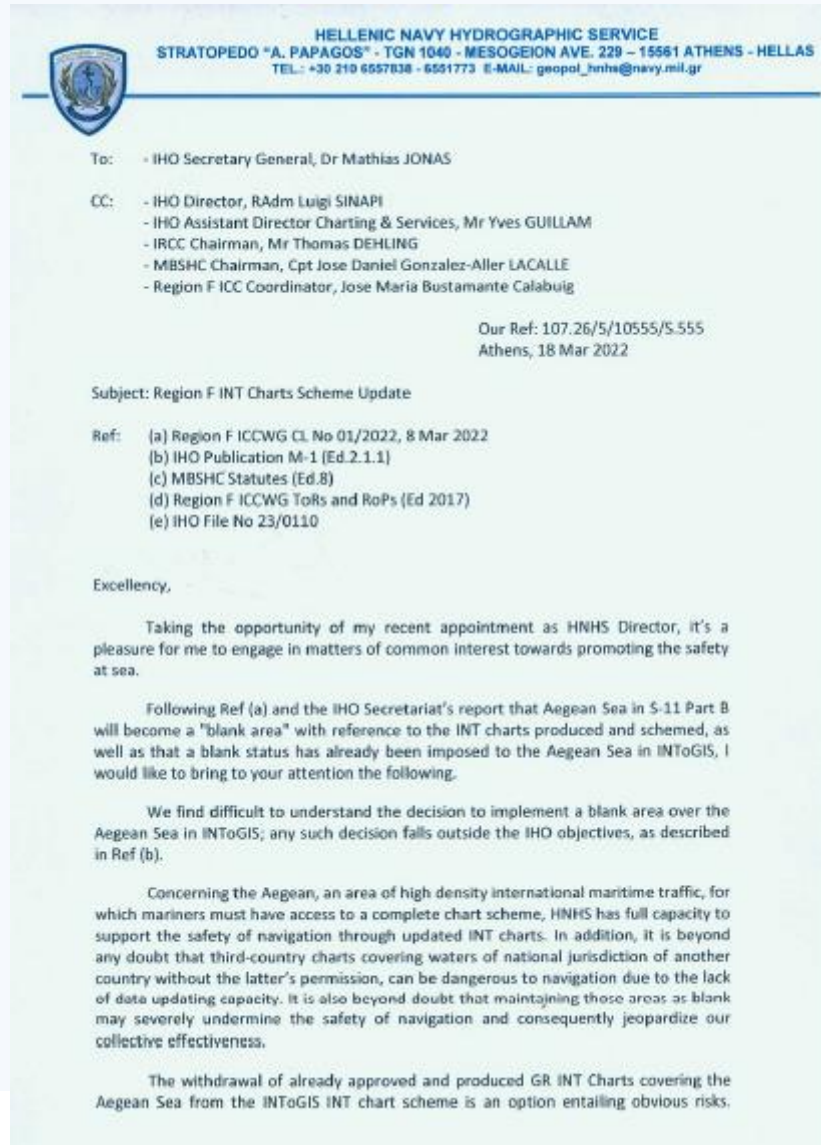 HELLENIC NAVY HYDROGRAPHIC SERVICE
STRATOPEDO "A. PAPAGOS" - TGN 1040 - MESOGEION AVE. 229 – 15561 ATHENS - HELLAS
TEL.: +30 210 6557838 - 6551773 E-MAIL: geopol_hnhs@navy.mil.gr
To: - IHO Secretary General, Dr Mathias JONAS
CC: - IHO Director, RAdm Luigi SINAPI
- IHO Assistant Director Charting & Services, Mr Yves GUILLAM
- IRCC Chairman, Mr Thomas DEHLING
- MBSHC Chairman, Cpt Jose Daniel Gonzalez-Aller LACALLE
- Region F ICC Coordinator, Jose Maria Bustamante Calabuig
Our Ref: 107.26/5/10555/S.555
Athens, 18 Mar 2022
Subject: Region F INT Charts Scheme Update
Ref: (a) Region F ICCWG CL No 01/2022, 8 Mar 2022
(b) IHO Publication M-1 (Ed.2.1.1)
(c) MBSHC Statutes (Ed.8)
(d) Region F ICCWG ToRs and RoPs (Ed 2017)
(e) IHO File No 23/0110
Excellency,
Taking the opportunity of my recent appointment as HNHS Director, it's a
pleasure for me to engage in matters of common interest towards promoting the safety
at sea.
Following Ref (a) and the IHO Secretariat's report that Aegean Sea in S-11 Part B
will become a "blank area" with reference to the INT charts produced and schemed, as
well as that a blank status has already been imposed to the Aegean Sea in INToGIS, I
would like to bring to your attention the following.
We find difficult to understand the decision to implement a blank area over the
Aegean Sea in INToGIS; any such decision falls outside the IHO objectives, as described
in Ref (b).
Concerning the Aegean, an area of high density international maritime traffic, for
which mariners must have access to a complete chart scheme, HNHS has full capacity to
support the safety of navigation through updated INT charts. In addition, it is beyond
any doubt that third-country charts covering waters of national jurisdiction of another
country without the latter's permission, can be dangerous to navigation due to the lack
of data updating capacity. It is also beyond doubt that maintaining those areas as blank
may severely undermine the safety of navigation and consequently jeopardize our
collective effectiveness.
The withdrawal of already approved and produced GR INT Charts covering the
Aegean Sea from the INToGIS INT chart scheme is an option entailing obvious risks.